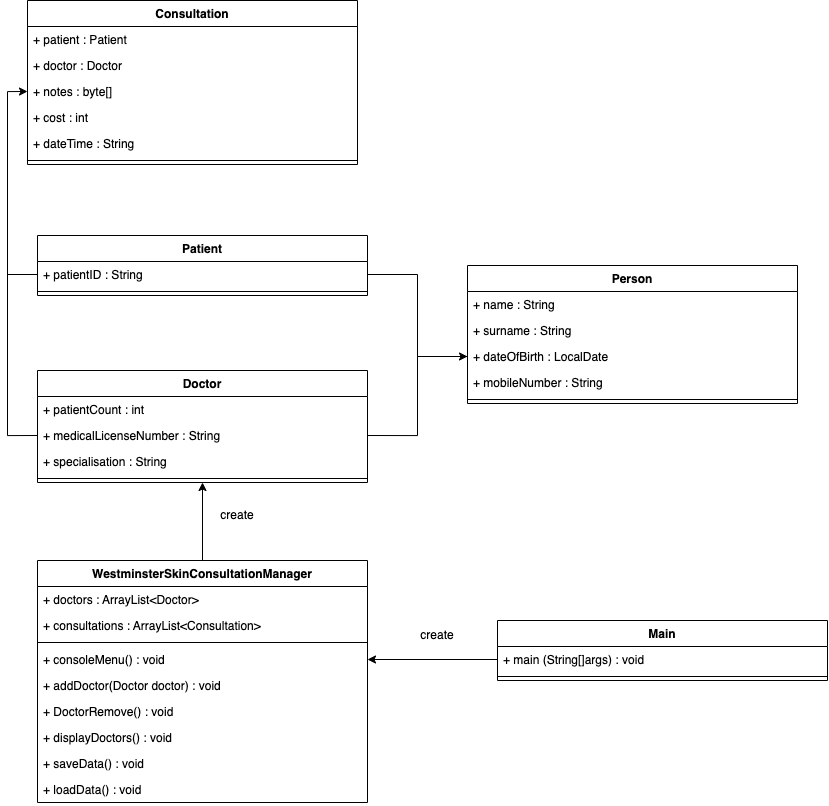 Consultation
+ patient : Patient
+ doctor : Doctor
+ notes : byte[]
+ cost : int
+ dateTime : String
Patient
+ patientID : String
Person
+ name : String
+ surname : String
+ dateOfBirth : LocalDate
+ mobileNumber : String
Doctor
+ patientCount : int
+ medicalLicenseNumber : String
+ specialisation : String
create
WestminsterSkinConsultationManager
+ doctors : ArrayList<Doctor>
+ consultations : ArrayList<Consultation>
+ consoleMenu() : void
+ addDoctor(Doctor doctor) : void
+ DoctorRemove() : void
+ displayDoctors() : void
+ saveData() : void
+ loadData() : void
create
Main
+ main (String[]args) : void